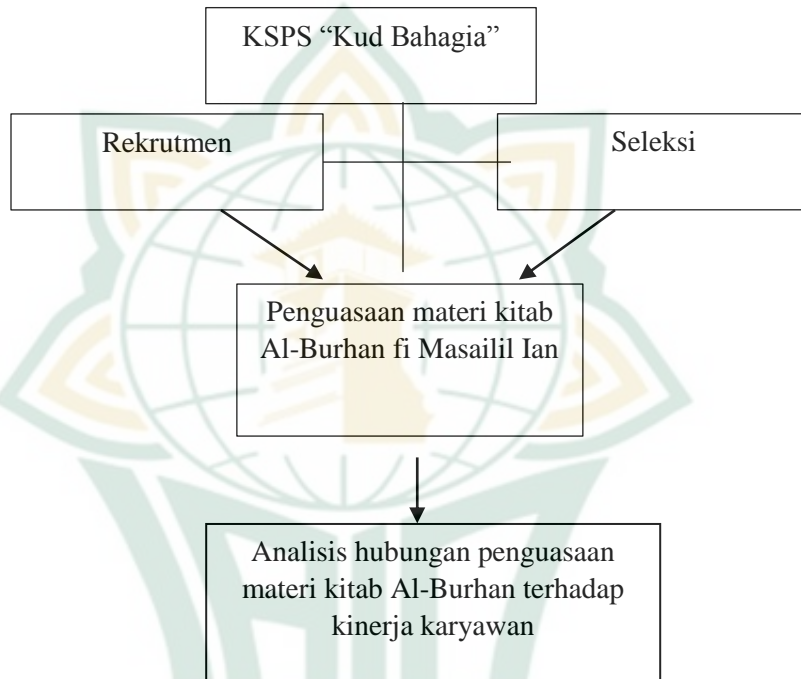 KSPS “Kud Bahagia”
Rekrutmen
Seleksi
Penguasaan materi kitab
Al-Burhan fi Masailil Ian
Analisis hubungan penguasaan
materi kitab Al-Burhan terhadap
kinerja karyawan